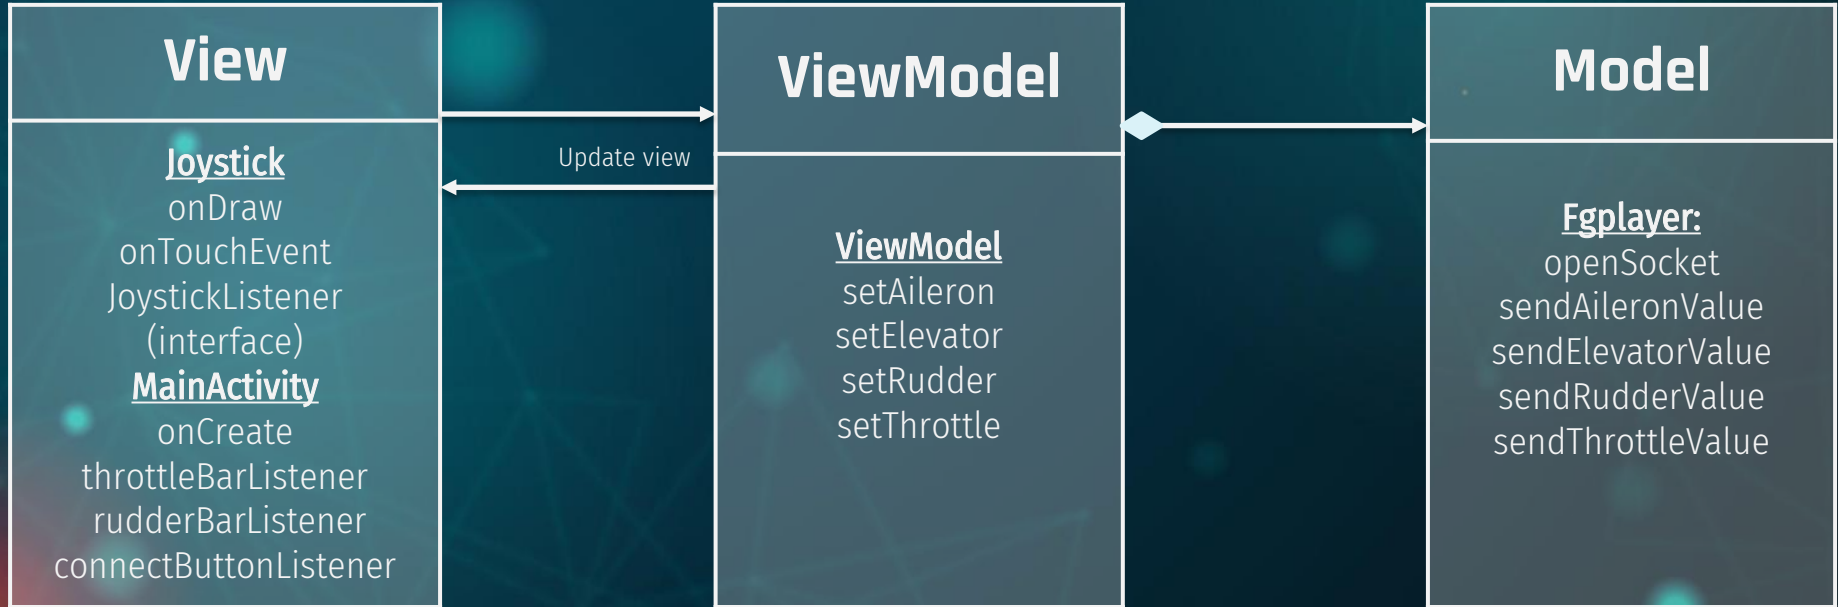 View
Joystick
onDraw
onTouchEvent
JoystickListener
(interface)
MainActivity
onCreate
throttleBarListener
rudderBarListener
connectButtonListener
Update view
ViewModel
ViewModel
setAileron
setElevator
setRudder
setThrottle
Model
Fgplayer:
openSocket
sendAileronValue
sendElevatorValue
sendRudderValue
sendThrottleValue